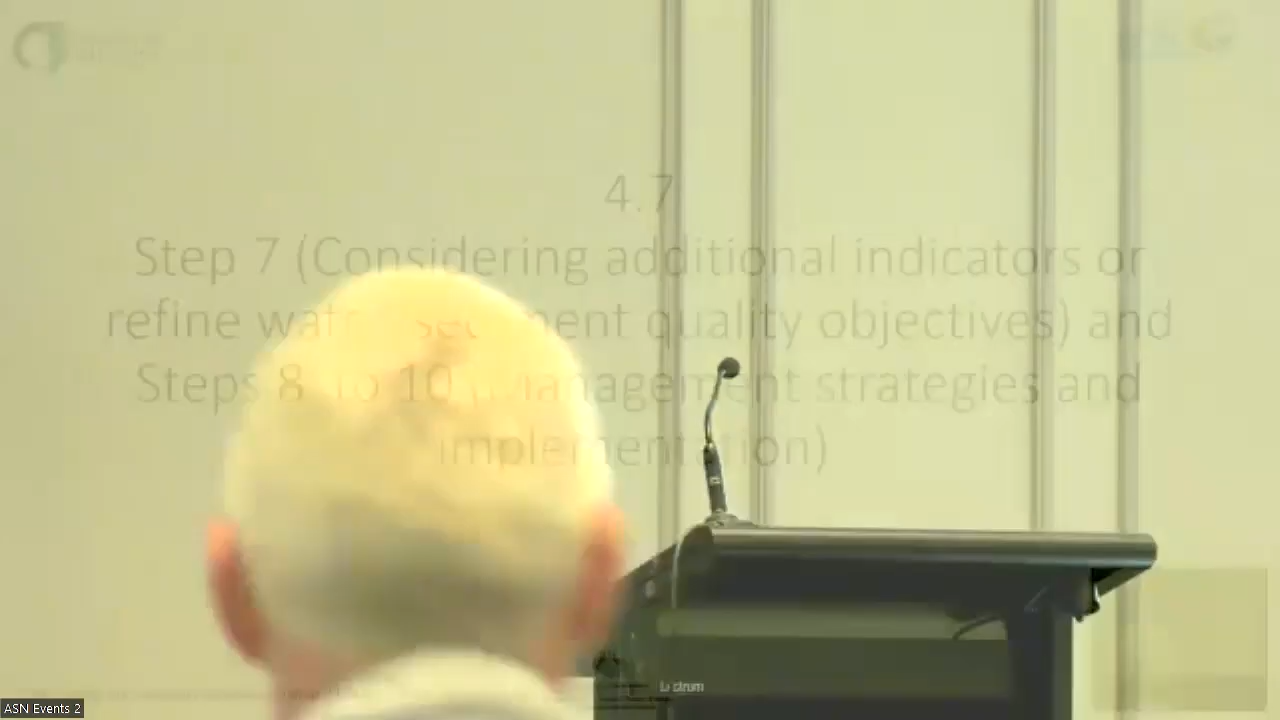 4.7
Step 7 (Considering additional indicators or
refine water sediment quality objectives) and
Steps 8 to 10 (Management strategies and
implementation)
ASN Events 2